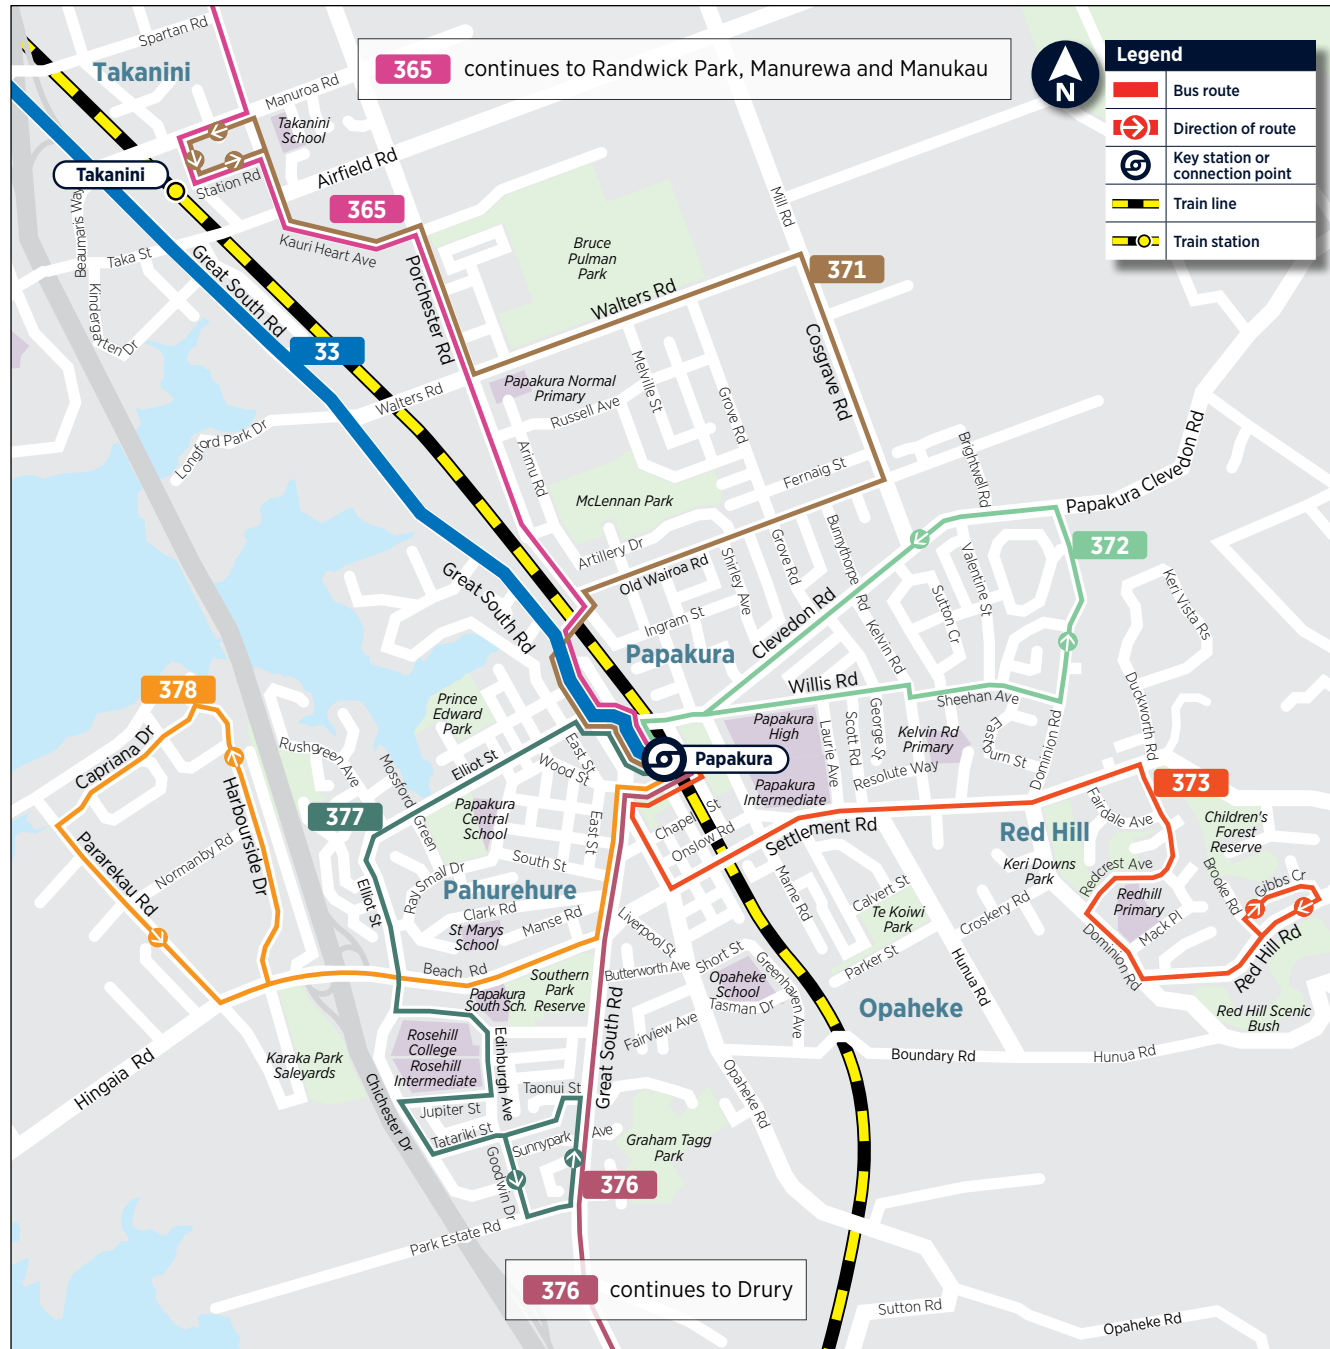 Spartan Rd
Takanini
365 continues to Randwick Park, Manurewa and Manukau
N
Legend
Bus route
Direction of route
Key station or
connection point
Train line
Train station
Manuroa Rd
Takanini
School
Airfield Rd
Takanini
Station Rd
365
Beaumaris Way
Taka St
Kauri Heart Ave
Mill Rd
Bruce
Pulman
Park
Great South Rd
Porchester Rd
Kindergarten Dr
371
Walters Rd
33
Cosgrave Rd
Papakura Normal
Primary
Melville St
Walters Rd
Russell Ave
Grove Rd
Longford Park Dr
Arimu Rd
Brightwell Rd
Papakura Clevedon Rd
Fernaig St
McLennan Park
Artillery Dr
Bunnythorpe Rd
372
Old Wairoa Rd
Shirley Ave
Grove Rd
Valentine St
Great South Rd
Sutton Cr
Keri Vista Rs
Ingram St
Clevedon Rd
Kelvin Rd
Papakura
378
Willis Rd
Sheehan Ave
Duckworth Rd
Prince
Edward
Park
Capriana Dr
Rushgreen Ave
Mossford Green
Elliot St
East St
Wood St
Papakura
High
Laurie Ave
Scott Rd
George St
Kelvin Rd
Primary
Eastburn St
Dominion Rd
Papakura
Harbourside Dr
Papakura
Intermediate
Resolute Way
373
377
Papakura
Central
School
East St
Chapel St
Onslow Rd
Settlement Rd
Red Hill
Fairdale Ave
Children's
Forest
Reserve
Pararekau Rd
Normanby Rd
South St
Ray Small Dr
Pahurehure
Keri Downs
Park
Redcrest Ave
Brooke Rd
Gibbs Cr
Elliot St
Clark Rd
St Marys
School
Manse Rd
Liverpool St
Marne Rd
Calvert St
Te Koiwi
Park
Croskery Rd
Redhill
Primary
Mack Pl
Dominion Rd
Red Hill Rd
Beach Rd
Butterworth Ave
Short St
Greenhaven Ave
Parker St
Hunua Rd
Southern
Park
Reserve
Papakura
South Sch.
Opaheke
School
Tasman Dr
Opaheke
Red Hill Scenic
Bush
Great South Rd
Fairview Ave
Rosehill
College
Rosehill
Intermediate
Edinburgh Ave
Karaka Park
Saleyards
Hingaia Rd
Boundary Rd
Hunua Rd
Opaheke Rd
Chichester Dr
Taonui St
Jupiter St
Tatariki St
Sunnypark Ave
Graham Tagg
Park
Goodwin Dr
376
Park Estate Rd
376 continues to Drury
Sutton Rd
Opaheke Rd